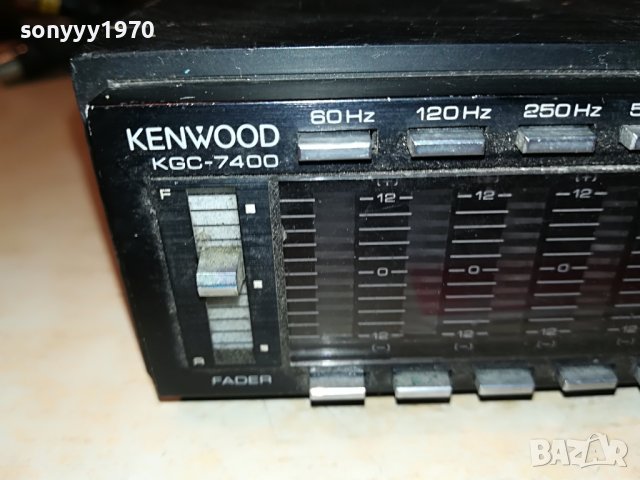 sonyyy1970
60 Hz 120 Hz 250 Hz 5
KENWOOD
KGC-7400
F
(+) (+) (+)
12 12 12
0 0 0
12 12 12
R
FADER
BAZAR